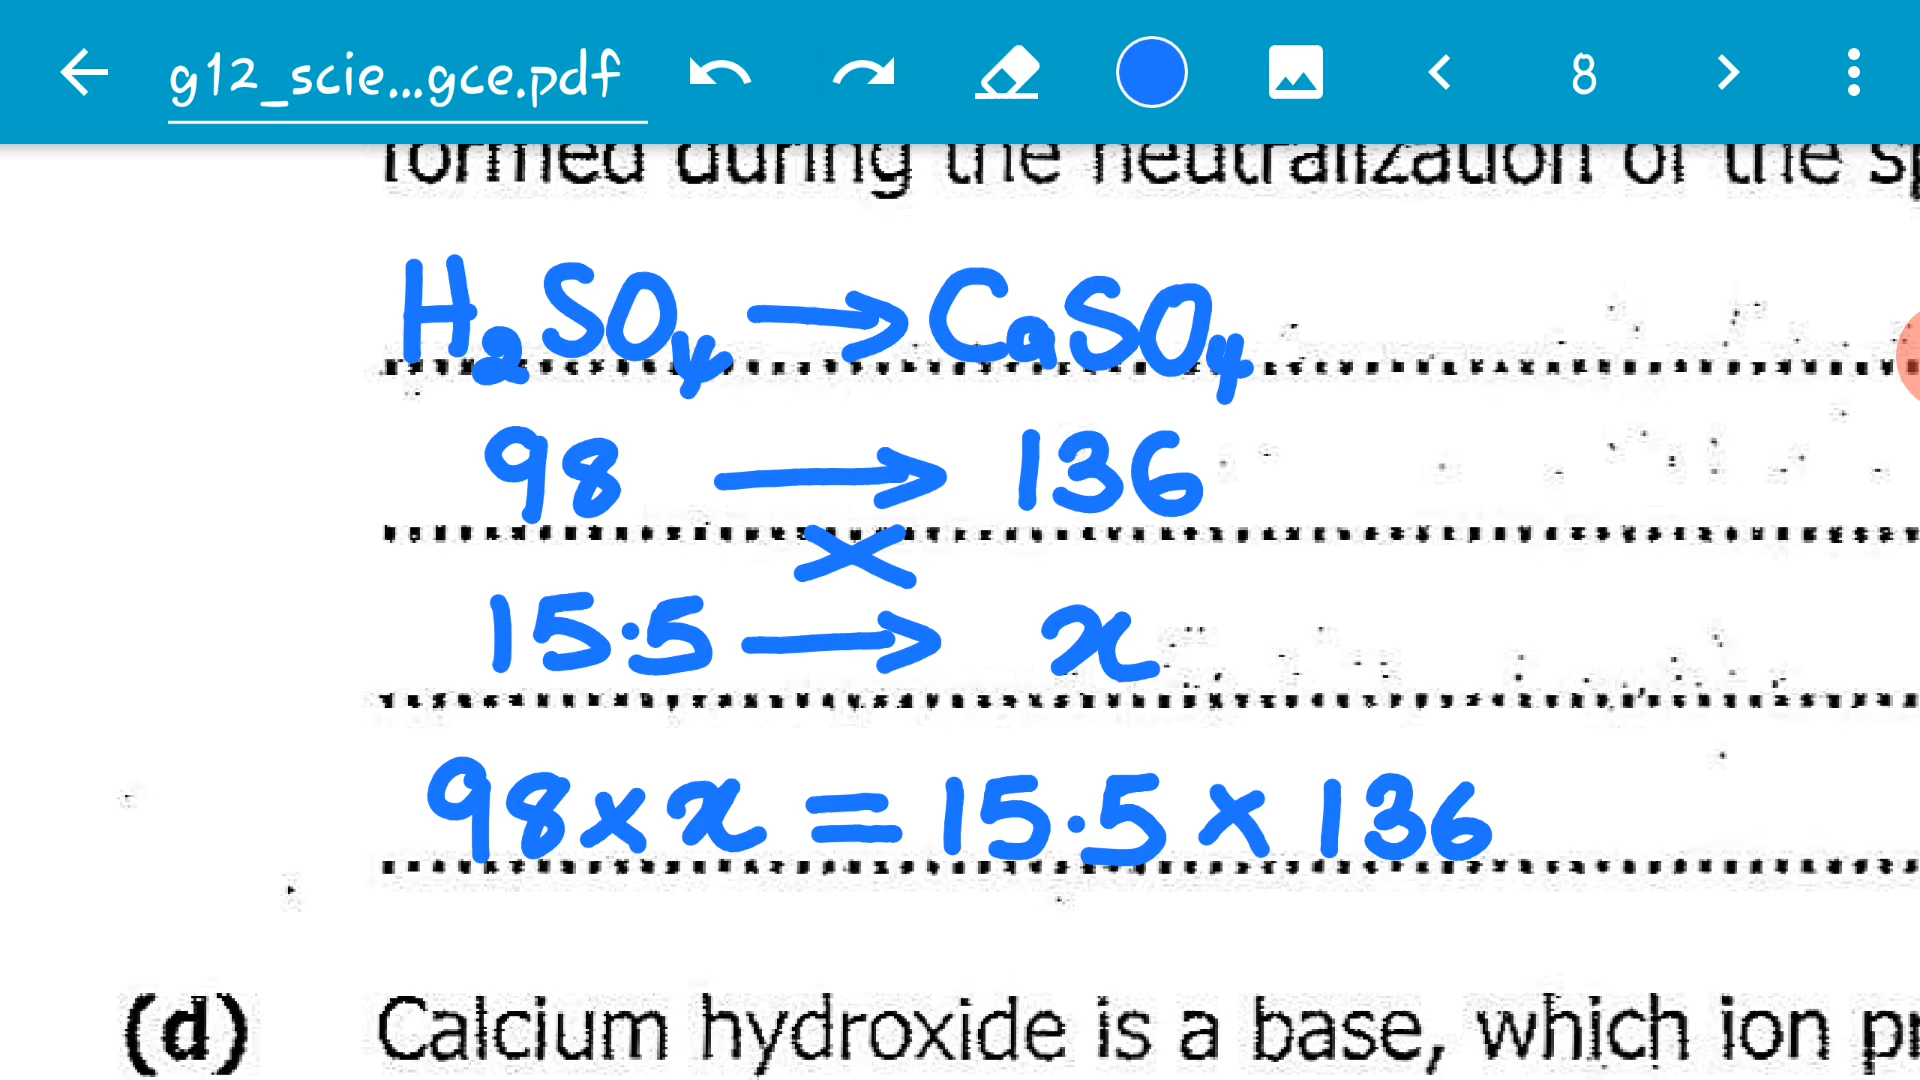 g12_scie...gce.pdf 8
formed during the neutralization of the
H₂SO₄ → CaSO₄
98 → 136
×
15.5 → x
98 × x = 15.5 × 136
(d) Calcium hydroxide is a base, which ion